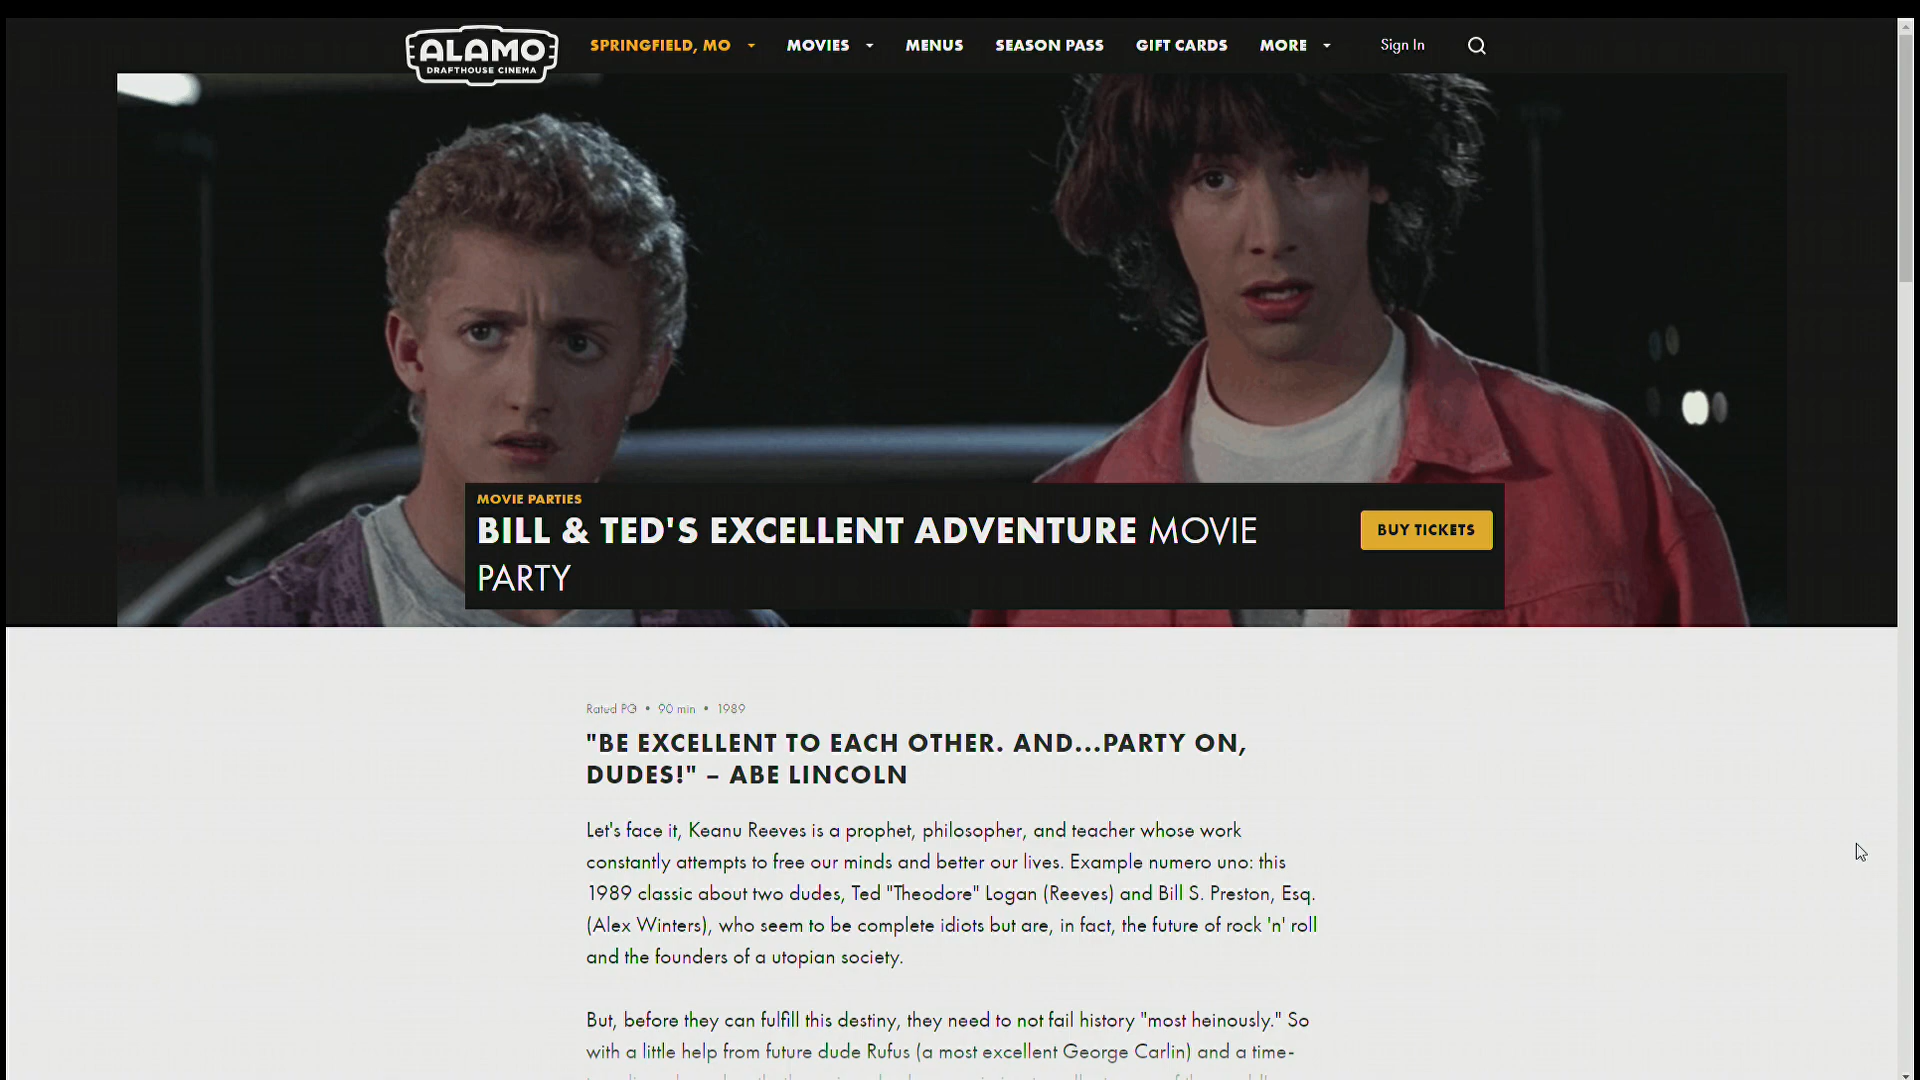 ALAMO
DRAFTHOUSE CINEMA
SPRINGFIELD, MO MOVIES MENUS SEASON PASS GIFT CARDS MORE Sign In
MOVIE PARTIES
BILL & TED'S EXCELLENT ADVENTURE MOVIE
PARTY
BUY TICKETS
Rated PG • 90 min • 1989
"BE EXCELLENT TO EACH OTHER. AND...PARTY ON,
DUDES!" – ABE LINCOLN
Let's face it, Keanu Reeves is a prophet, philosopher, and teacher whose work
constantly attempts to free our minds and better our lives. Example numero uno: this
1989 classic about two dudes, Ted "Theodore" Logan (Reeves) and Bill S. Preston, Esq.
(Alex Winters), who seem to be complete idiots but are, in fact, the future of rock 'n' roll
and the founders of a utopian society.
But, before they can fulfill this destiny, they need to not fail history "most heinously." So
with a little help from future dude Rufus (a most excellent George Carlin) and a time-